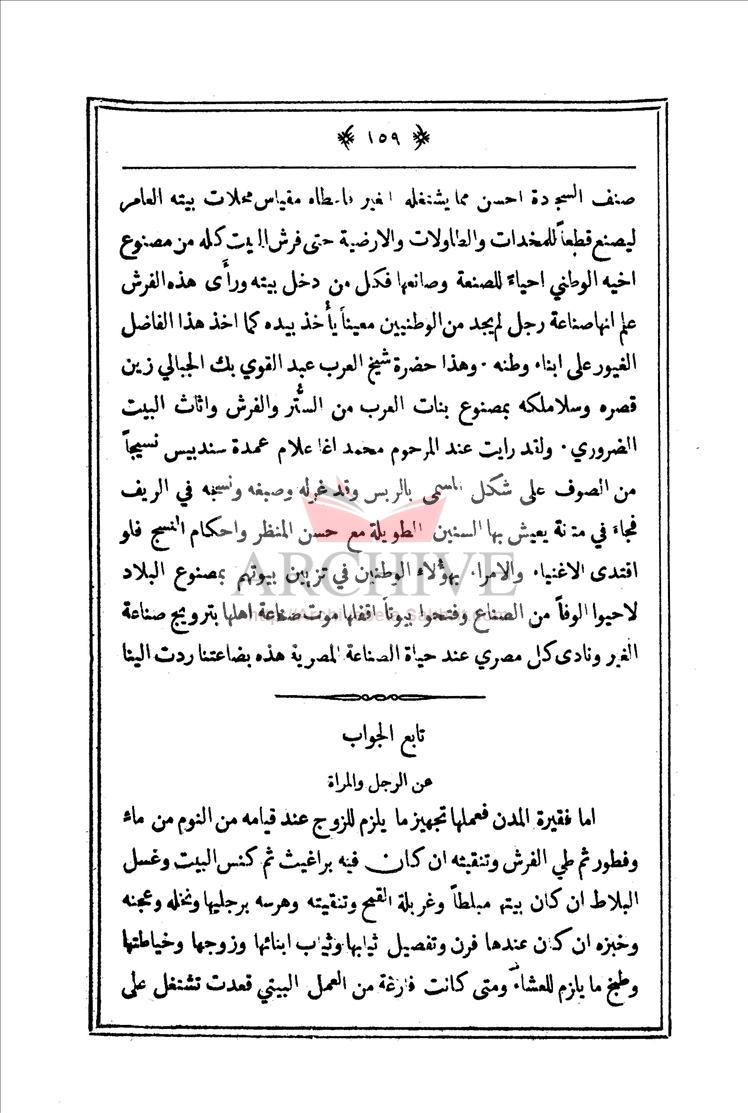 ﴿ ١٥٩ ﴾
صنف السجدة احسن مما يشتغله الغير فاعطاه مقياس محلات بيته العامر
ليصنع قطعاً للمخدات والطاولات والارضية حتى فرش البيت كله من مصنوع
اخيه الوطني احياءً للصنعة وصانعها فكل من دخل بيته ورأَى هذه الفرش
علم انها صناعة رجل لم يجد من الوطنيين معيناً يأْخذ بيده كما اخذ هذا الفاضل
الغيور على ابناء وطنه . وهذا حضرة شيخ العرب عبد القوي بك الجبالي زين
قصره وسلاملكه بمصنوع بنات العرب من السُّتر والفرش واثاث البيت
الضروري . ولقد رايت عند المرحوم محمد اغا علام عمدة سندبيس نسيجاً
من الصوف على شكل المسمى بالريس وقد غزله وصبغه ونسجه في الريف
فجاءَ في متانة يعيش بها السنين الطويلة مع حسن المنظر واحكام النسج فلو
اقتدى الاغنياء والامراء بهؤلاء الوطنين في تزيين بيوتهم بمصنوع البلاد
لاحيوا الوفاً من الصناع وفتحوا بيوتاً اقفلها موت صناعة اهلها بترويج صناعة
الغير ونادى كل مصري عند حياة الصناعة المصرية هذه بضاعتنا ردت الينا
تابع الجواب
عن الرجل والمراة
اما فقيرة المدن فعملها تجهيز ما يلزم للزوج عند قيامه من النوم من ماء
وفطور ثم طي الفرش وتنقيته ان كان فيه براغيث ثم كنس البيت وغسل
البلاط ان كان بيتها مبلطاً وغربلة القمح وتنقيته وهرسه برجليها ونخله وعجنه
وخبزه ان كان عندها فرن وتفصيل ثيابها وثياب ابنائها وزوجها وخياطتها
وطبخ ما يلزم للعشاء ومتى كانت فارغة من العمل البيتي قعدت تشتغل على
ARCHIVE